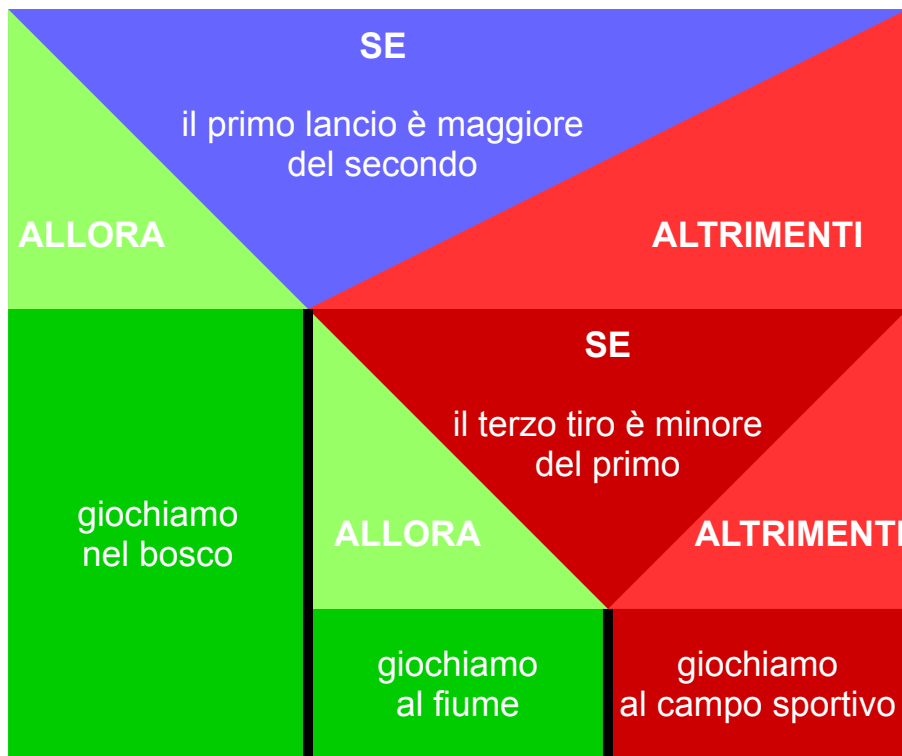 SE
il primo lancio è maggiore
del secondo
ALLORA
ALTRIMENTI
SE
il terzo tiro è minore
del primo
giochiamo
nel bosco
ALLORA
ALTRIMENTI
giochiamo
al fiume
giochiamo
al campo sportivo